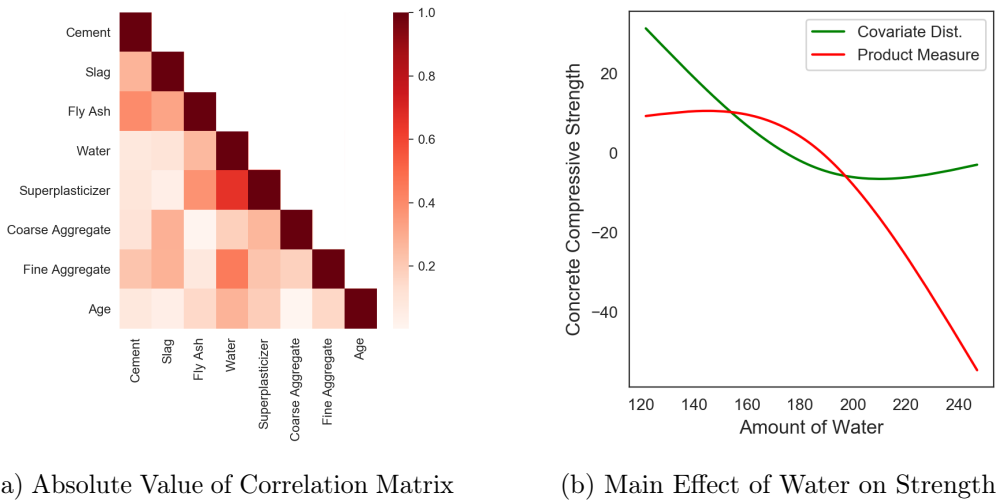 Cement
Slag
Fly Ash
Water
Superplasticizer
Coarse Aggregate
Fine Aggregate
Age
Cement
Slag
Fly Ash
Water
Superplasticizer
Coarse Aggregate
Fine Aggregate
Age
1.0
0.8
0.6
0.4
0.2
a) Absolute Value of Correlation Matrix
Covariate Dist.
Product Measure
Concrete Compressive Strength
20
0
−20
−40
120 140 160 180 200 220 240
Amount of Water
(b) Main Effect of Water on Strength